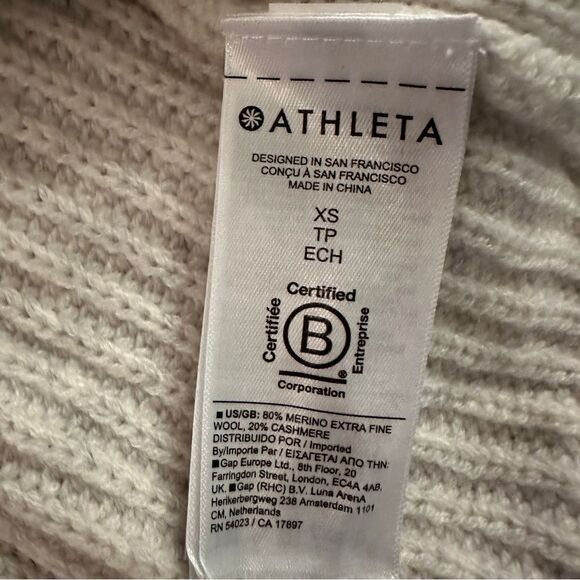 ATHLETA
DESIGNED IN SAN FRANCISCO
CONÇU À SAN FRANCISCO
MADE IN CHINA
XS
TP
ECH
Certified
Certifiée
B
Entreprise
®
Corporation
■ US/GB: 80% MERINO EXTRA FINE
WOOL, 20% CASHMERE
DISTRIBUIDO POR / Imported
By/Importe Par / ΕΙΣΑΓΕΤΑΙ ΑΠΟ ΤΗΝ:
■Gap Europe Ltd., 8th Floor, 20
Farringdon Street, London, EC4A 4AB,
UK. ■Gap (RHC) B.V. Luna ArenA
Herikerbergweg 238 Amsterdam 1101
CM, Netherlands
RN 54023 / CA 17897